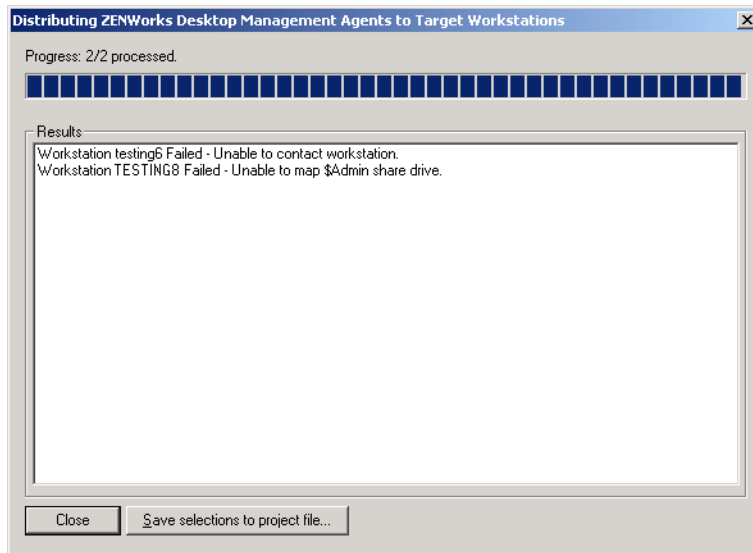 Distributing ZENWorks Desktop Management Agents to Target Workstations
Progress: 2/2 processed.
Results
Workstation testing6 Failed - Unable to contact workstation.
Workstation TESTING8 Failed - Unable to map $Admin share drive.
Close
Save selections to project file...